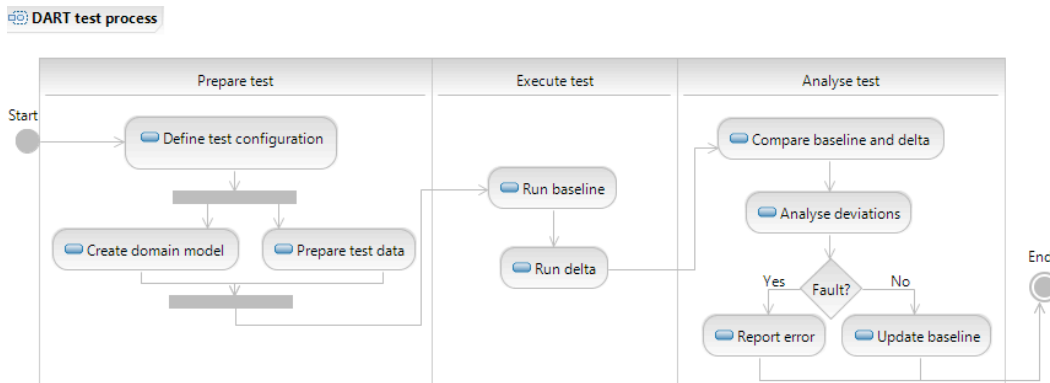 DART test process
Prepare test
Execute test
Analyse test
Start
Define test configuration
Compare baseline and delta
Run baseline
Analyse deviations
Create domain model
Prepare test data
Run delta
End
Yes
Fault?
No
Report error
Update baseline